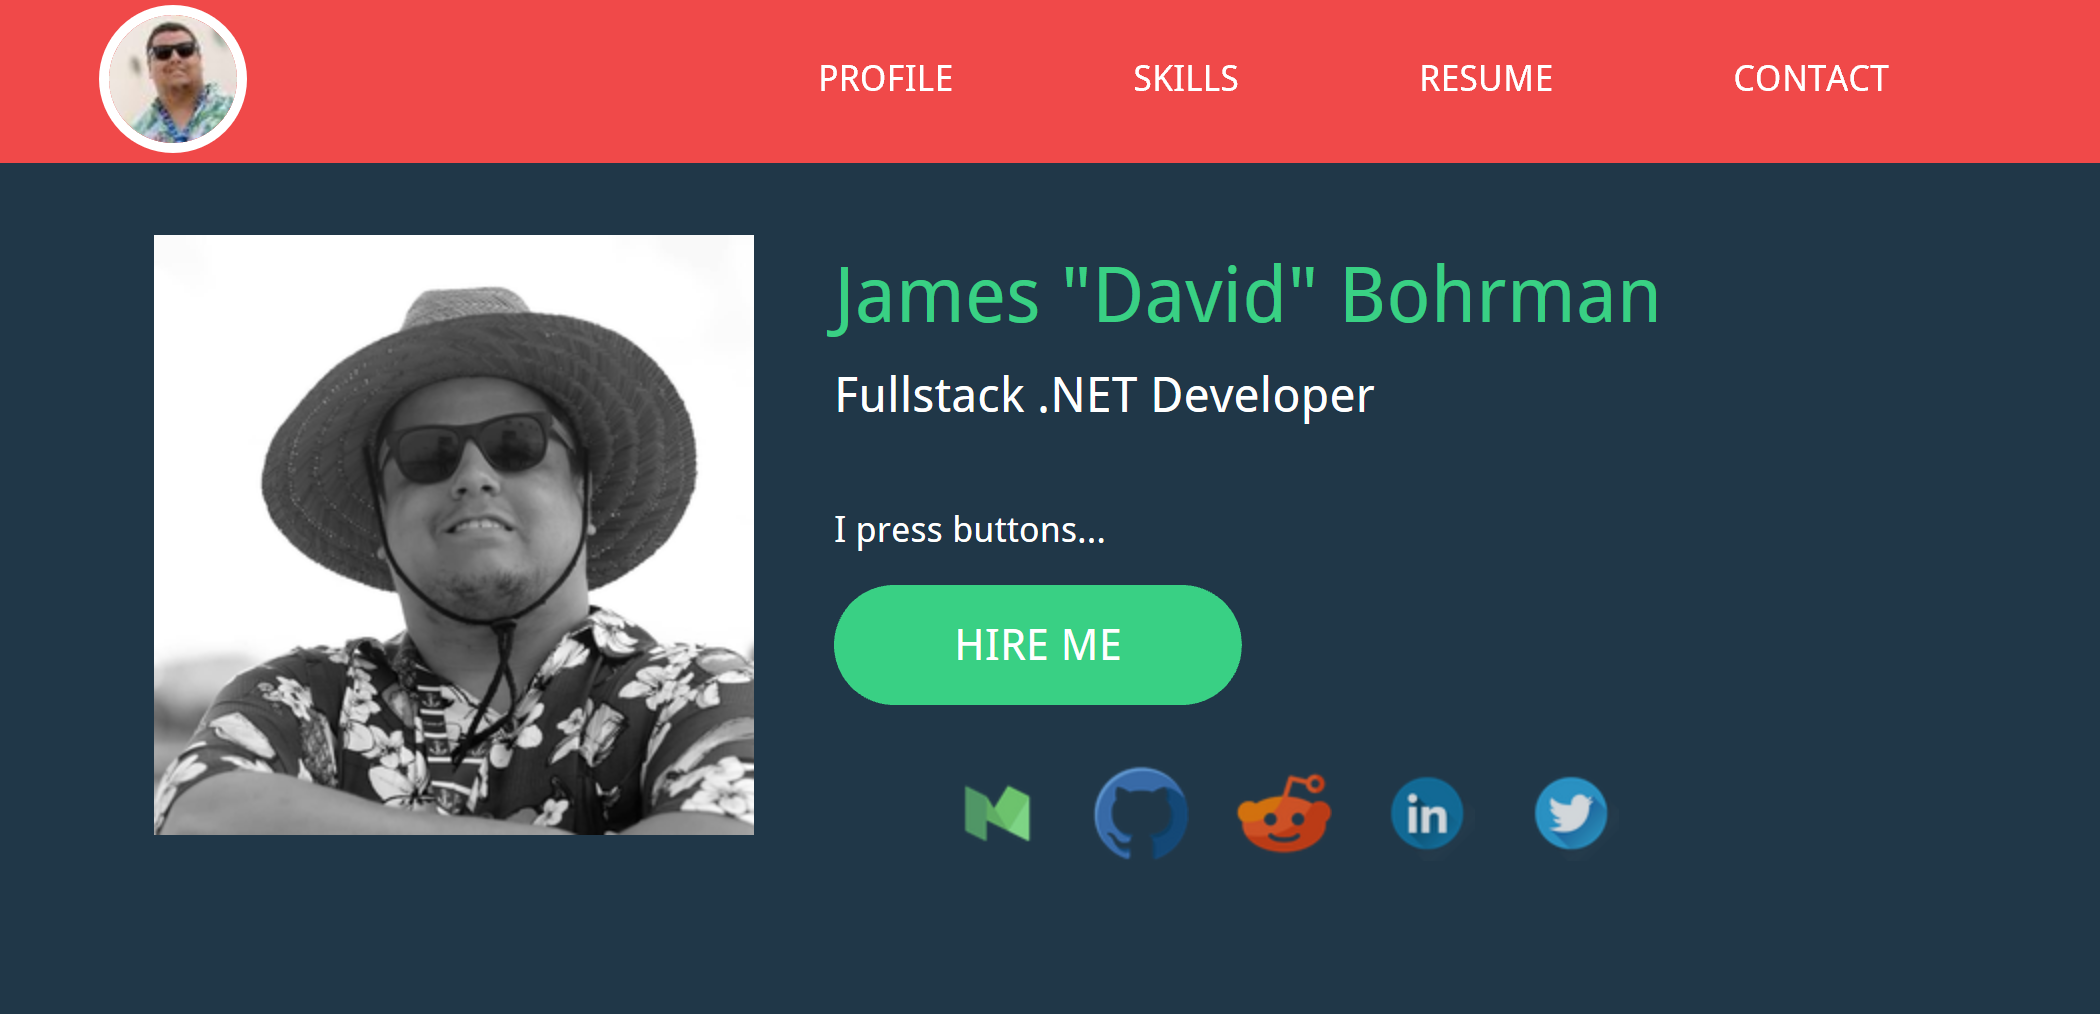 PROFILE SKILLS RESUME CONTACT
James "David" Bohrman
Fullstack .NET Developer
I press buttons...
HIRE ME
in